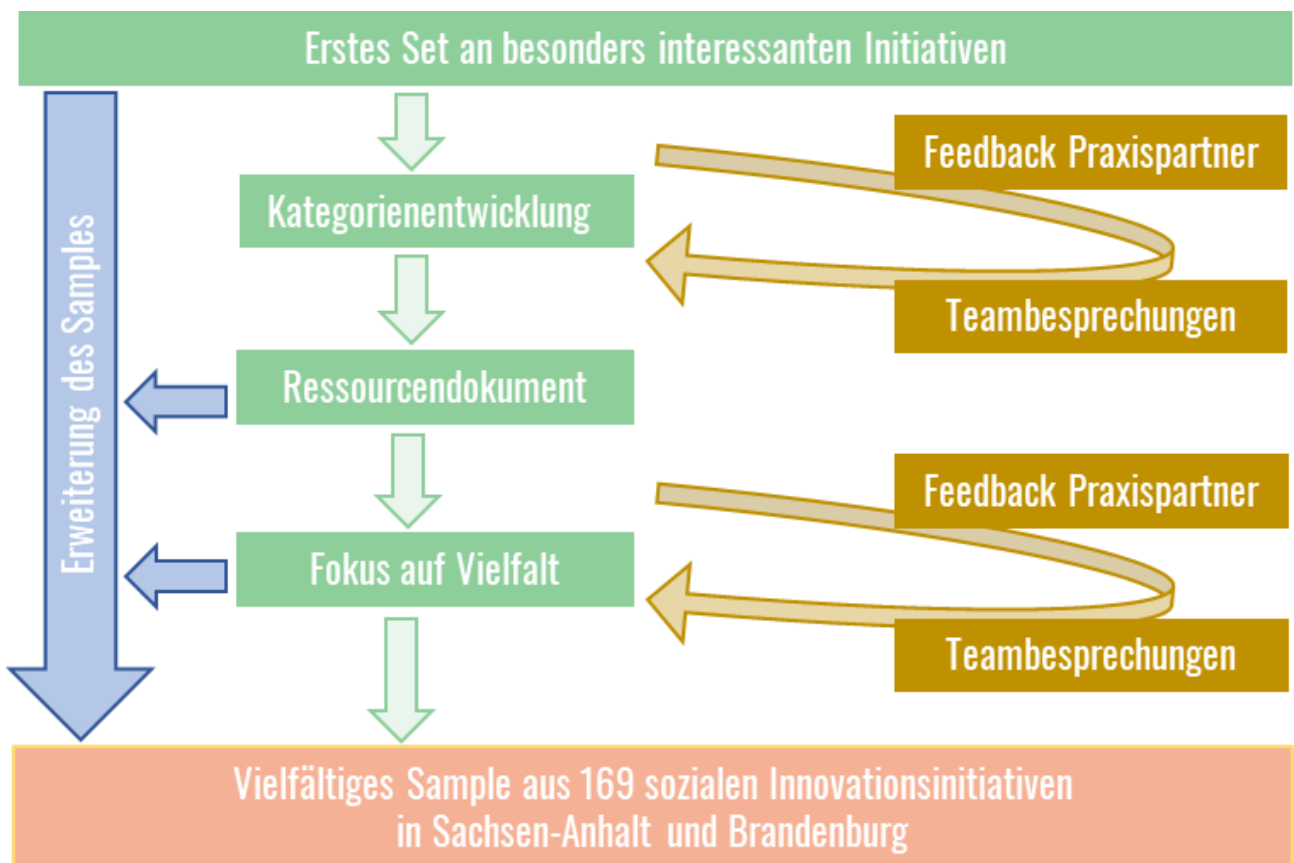 Erstes Set an besonders interessanten Initiativen
Erweiterung des Samples
Kategorienentwicklung
Feedback Praxispartner
Teambesprechungen
Ressourcendokument
Fokus auf Vielfalt
Feedback Praxispartner
Teambesprechungen
Vielfältiges Sample aus 169 sozialen Innovationsinitiativen
in Sachsen-Anhalt und Brandenburg